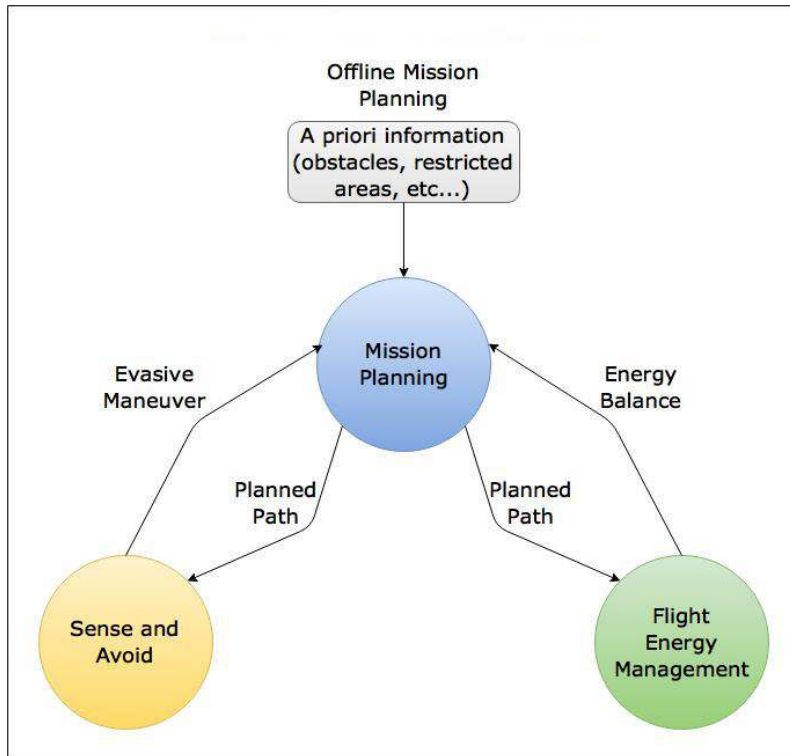 Offline Mission
Planning
A priori information
(obstacles, restricted
areas, etc...)
Mission
Planning
Evasive
Maneuver
Energy
Balance
Planned
Path
Planned
Path
Sense and
Avoid
Flight
Energy
Management